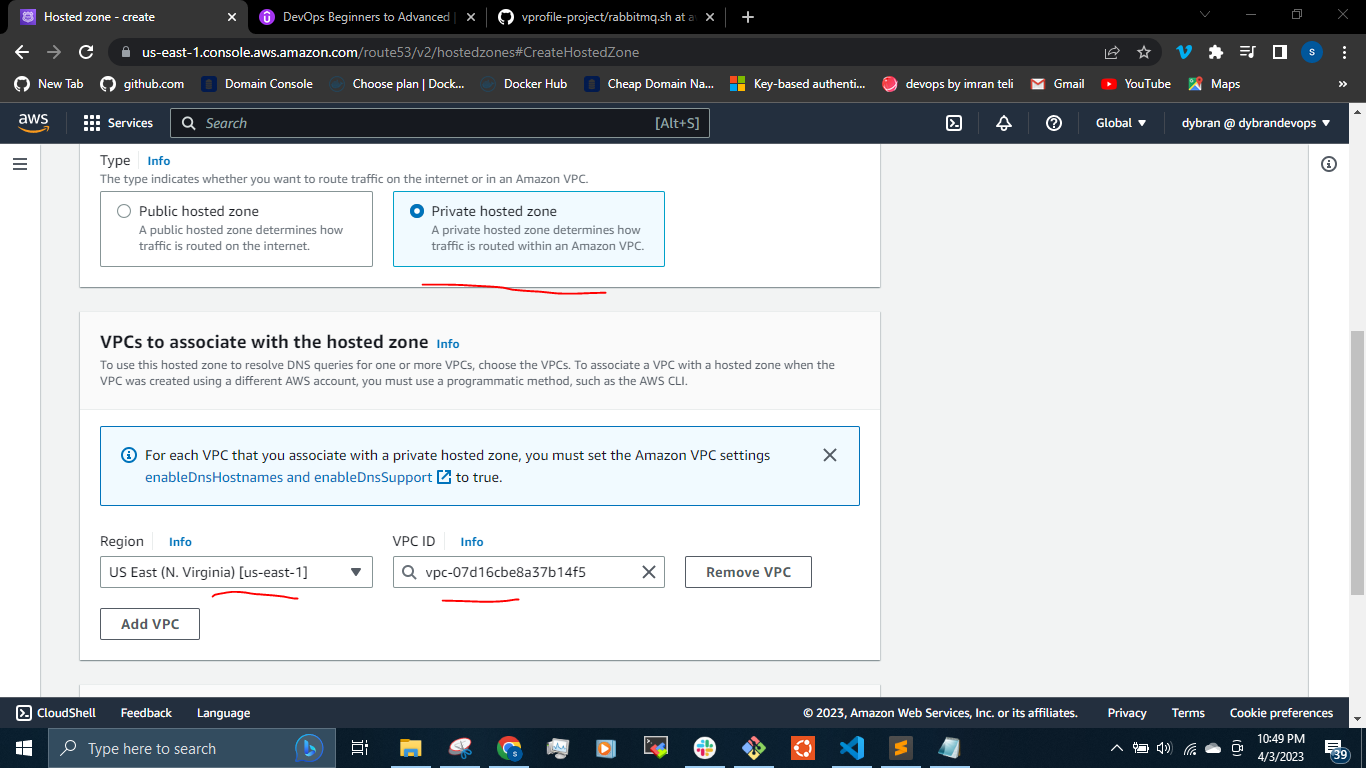 Hosted zone - create
DevOps Beginners to Advanced |
vprofile-project/rabbitmq.sh at a
us-east-1.console.aws.amazon.com/route53/v2/hostedzones#CreateHostedZone
S
New Tab
github.com
Domain Console
Choose plan | Dock...
Docker Hub
Cheap Domain Na...
Key-based authenti...
devops by imran teli
Gmail
YouTube
Maps
»
aws
Services
Search
[Alt+S]
Global
dybran @ dybrandevops
Type Info
The type indicates whether you want to route traffic on the internet or in an Amazon VPC.
Public hosted zone
A public hosted zone determines how
traffic is routed on the internet.
Private hosted zone
A private hosted zone determines how
traffic is routed within an Amazon VPC.
VPCs to associate with the hosted zone Info
To use this hosted zone to resolve DNS queries for one or more VPCs, choose the VPCs. To associate a VPC with a hosted zone when the
VPC was created using a different AWS account, you must use a programmatic method, such as the AWS CLI.
For each VPC that you associate with a private hosted zone, you must set the Amazon VPC settings
enableDnsHostnames and enableDnsSupport to true.
Region Info
VPC ID Info
US East (N. Virginia) [us-east-1]
vpc-07d16cbe8a37b14f5
Remove VPC
Add VPC
CloudShell
Feedback
Language
© 2023, Amazon Web Services, Inc. or its affiliates.
Privacy
Terms
Cookie preferences
Type here to search
10:49 PM
4/3/2023
39